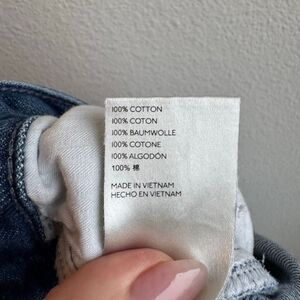 100% COTTON
100% COTON
100% BAUMWOLLE
100% COTONE
100% ALGODÓN
100% 棉
MADE IN VIETNAM
HECHO EN VIETNAM